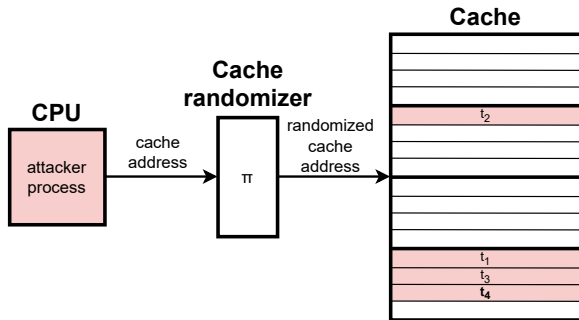 Cache
Cache
randomizer
CPU
attacker
process
cache
address
π
randomized
cache
address
t₂
t₁
t₃
t₄